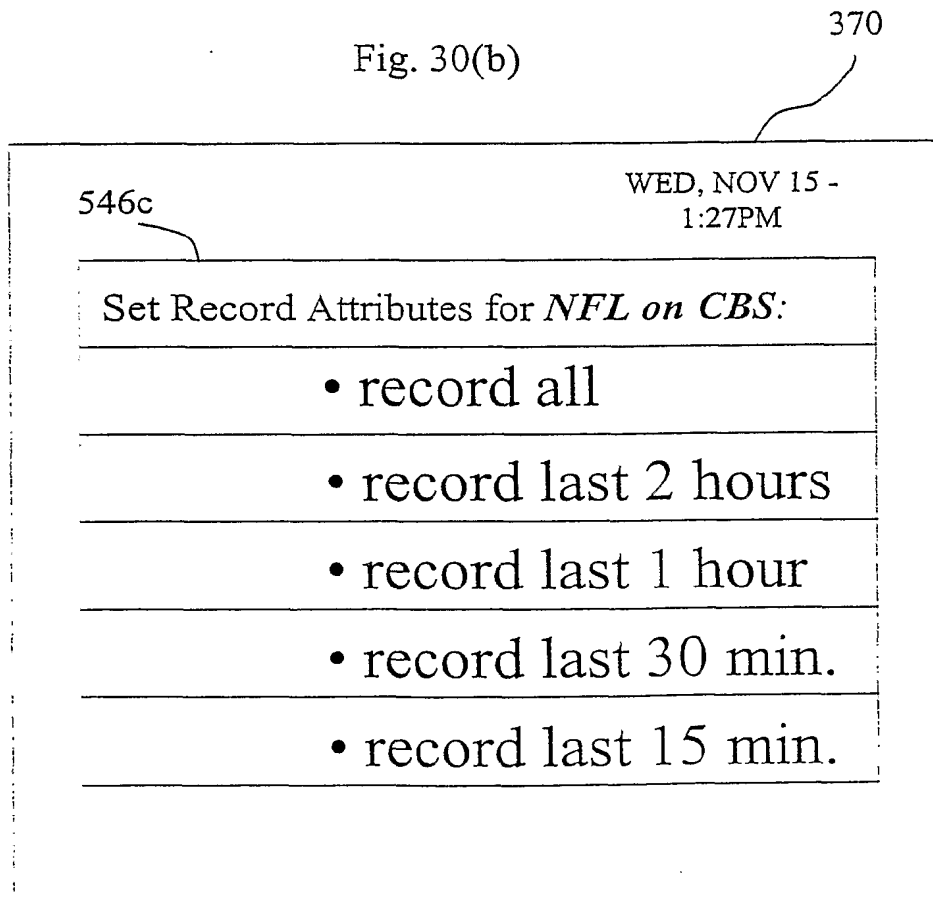 370
Fig. 30(b)
WED, NOV 15 -
1:27PM
546c
Set Record Attributes for NFL on CBS:
• record all
• record last 2 hours
• record last 1 hour
• record last 30 min.
• record last 15 min.